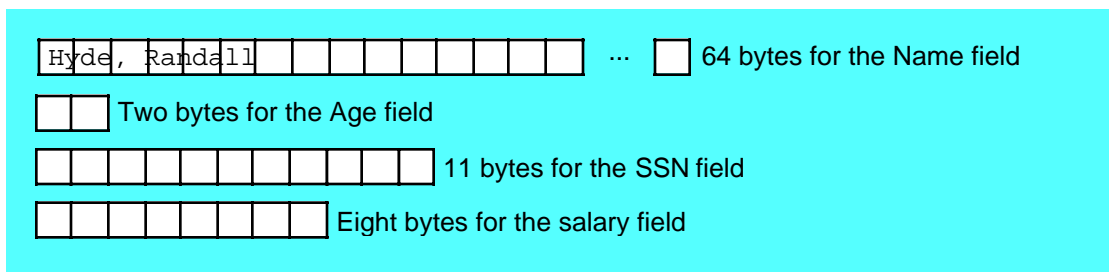 Hyde, Randall ... 64 bytes for the Name field
Two bytes for the Age field
11 bytes for the SSN field
Eight bytes for the salary field